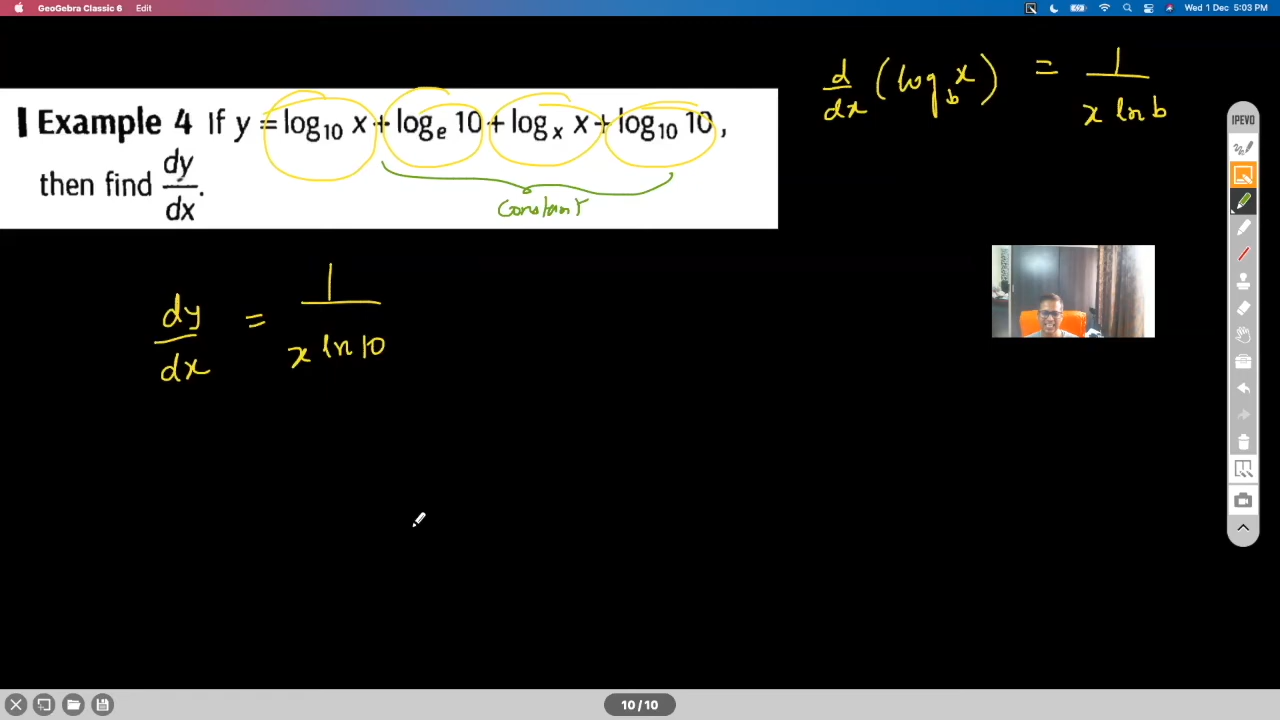 GeoGebra Classic 6 Edit Wed 1 Dec 5:03 PM
d/dx (log_b x) = 1/(x ln b)
Example 4 If y = log₁₀ x + logₑ 10 + logₓ x + log₁₀ 10,
then find dy/dx.
Constant
dy/dx = 1/(x ln 10)
IPEVO
10 / 10